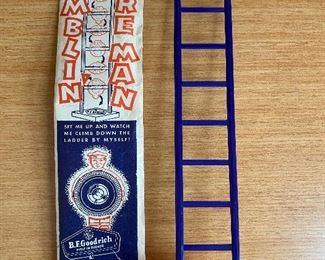 MBLIN
RE MAN
SET ME UP AND WATCH
ME CLIMB DOWN THE
LADDER BY MYSELF!
B.F.Goodrich